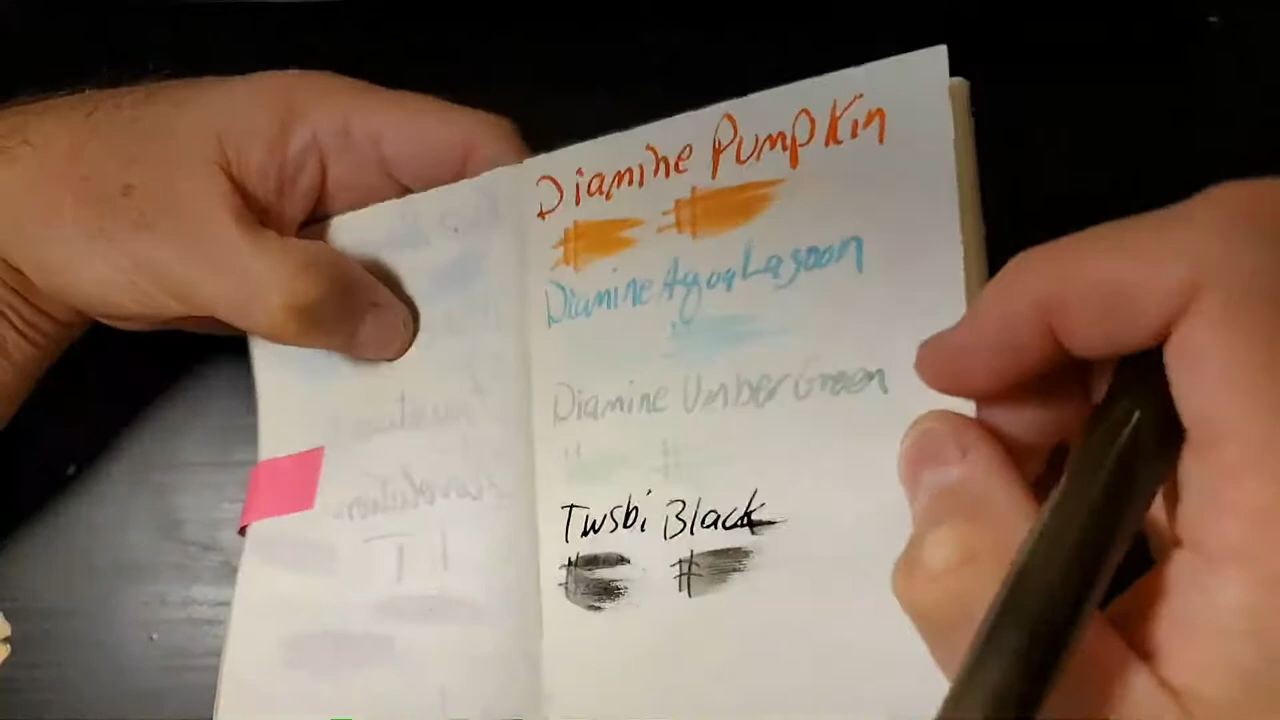 Diamine Pumpkin
Diamine Aqua Lagoon
Diamine Umber Green
Twsbi Black